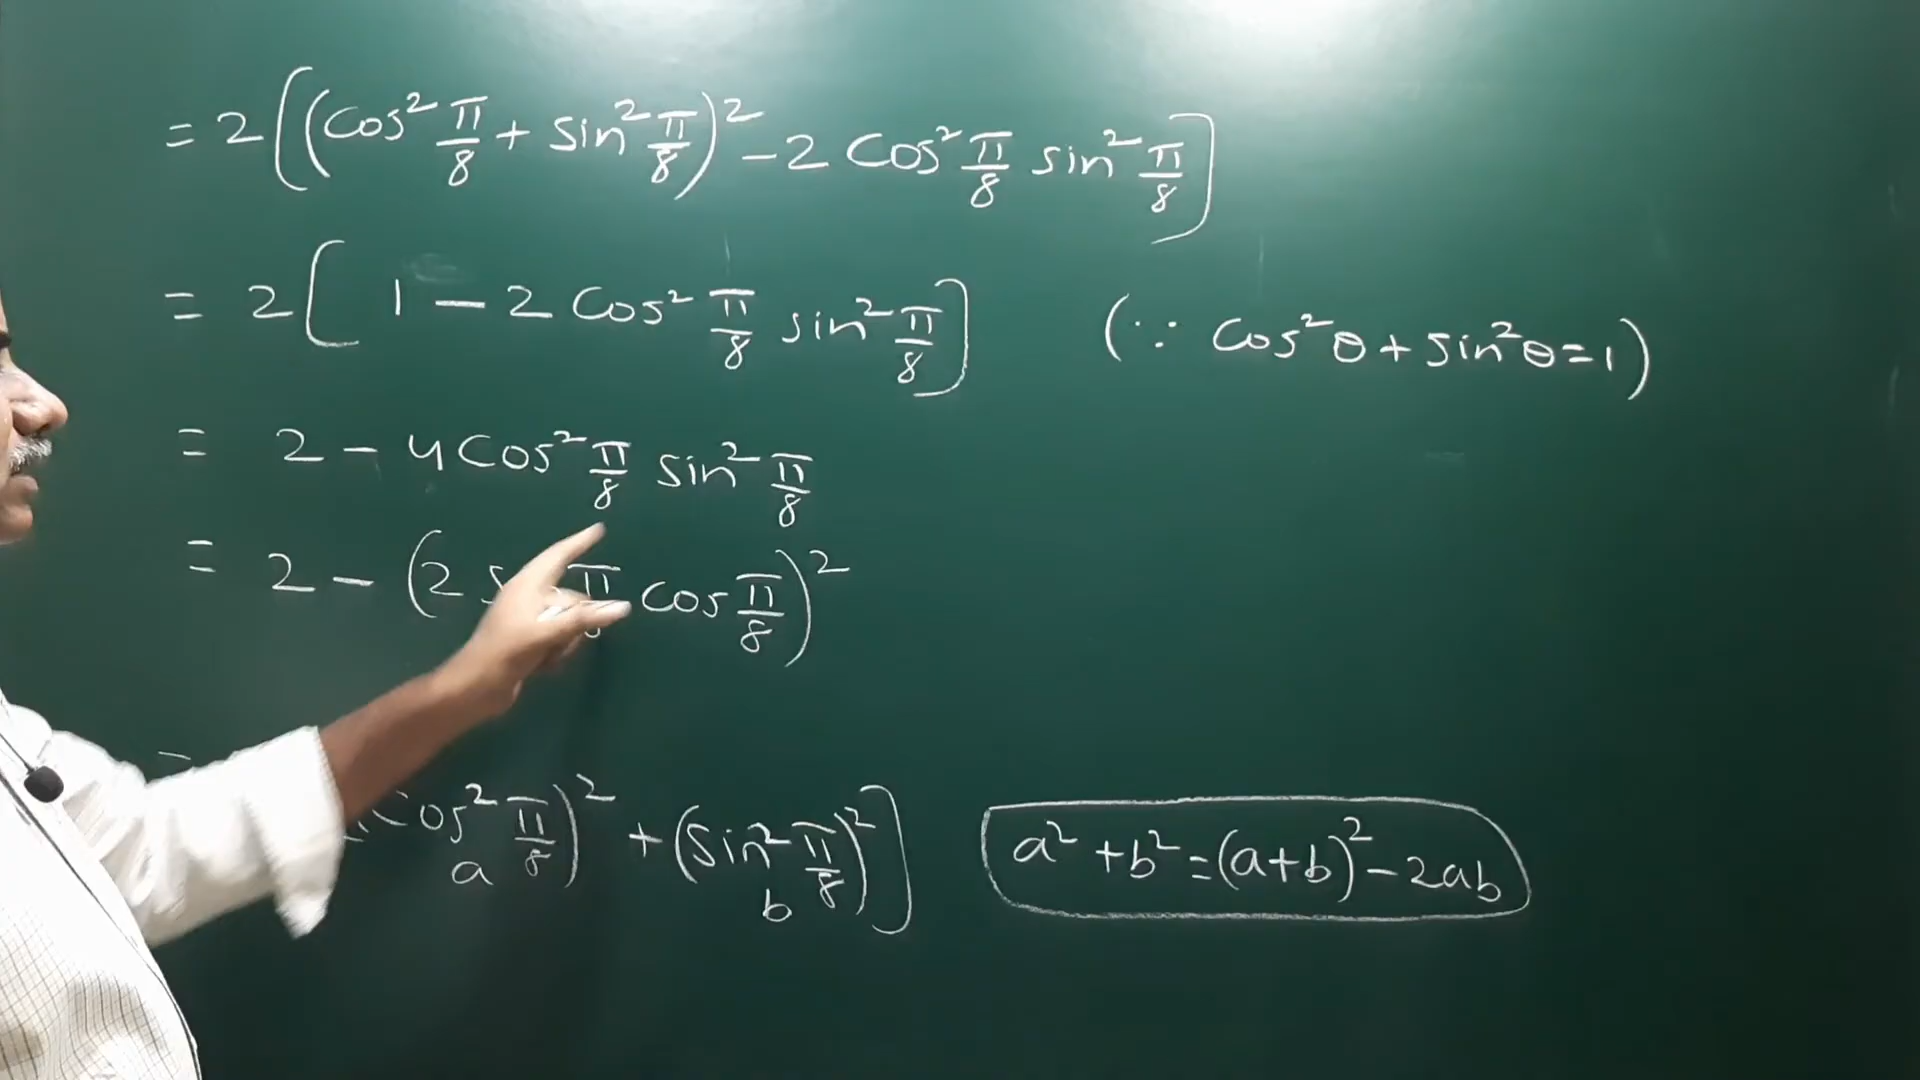 = 2[(cos² π/8 + sin² π/8)² - 2 cos² π/8 sin² π/8]
= 2[1 - 2 cos² π/8 sin² π/8] (∵ cos²θ + sin²θ = 1)
= 2 - 4 cos² π/8 sin² π/8
= 2 - (2 s π cos π/8)²
=
cos² π/8)² + (sin² π/8)²] a² + b² = (a+b)² - 2ab
a b